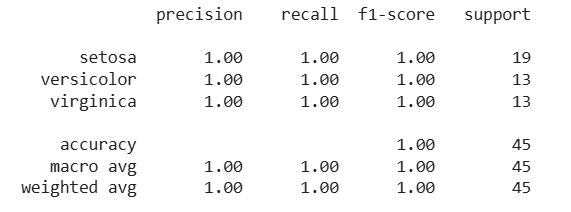 precision recall f1-score support
setosa 1.00 1.00 1.00 19
versicolor 1.00 1.00 1.00 13
virginica 1.00 1.00 1.00 13
accuracy 1.00 45
macro avg 1.00 1.00 1.00 45
weighted avg 1.00 1.00 1.00 45